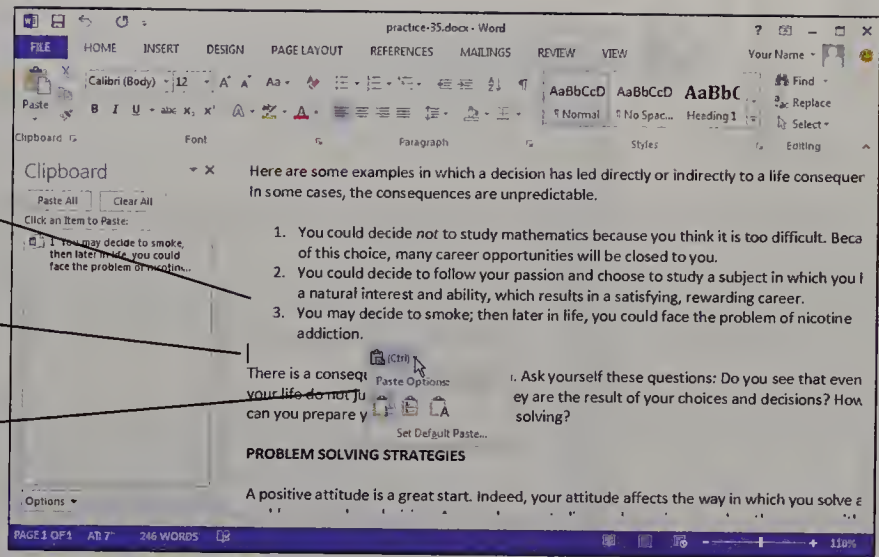 practice-35.docx - Word
?
FILE HOME INSERT DESIGN PAGE LAYOUT REFERENCES MAILINGS REVIEW VIEW Your Name
Calibri (Body) 12 A A Aa
Paste
B I U abc X, X' A A
AaBbCcD AaBbCcD AaBbC
¶ Normal ¶ No Spac... Heading 1
Find
Replace
Select
Clipboard Font Paragraph Styles Editing
Clipboard
Paste All Clear All
Click an Item to Paste:
1 You may decide to smoke,
then later in life, you could
face the problem of nicotin...
Options
Here are some examples in which a decision has led directly or indirectly to a life consequer
In some cases, the consequences are unpredictable.
1. You could decide not to study mathematics because you think it is too difficult. Beca
of this choice, many career opportunities will be closed to you.
2. You could decide to follow your passion and choose to study a subject in which you
a natural interest and ability, which results in a satisfying, rewarding career.
3. You may decide to smoke; then later in life, you could face the problem of nicotine
addiction.
(Ctrl)
There is a consequ . Ask yourself these questions: Do you see that even
Paste Options:
your life do not ju ey are the result of your choices and decisions? How
can you prepare y solving?
Set Default Paste...
PROBLEM SOLVING STRATEGIES
A positive attitude is a great start. Indeed, your attitude affects the way in which you solve a
PAGE 1 OF 1 AT: 7" 246 WORDS 110%